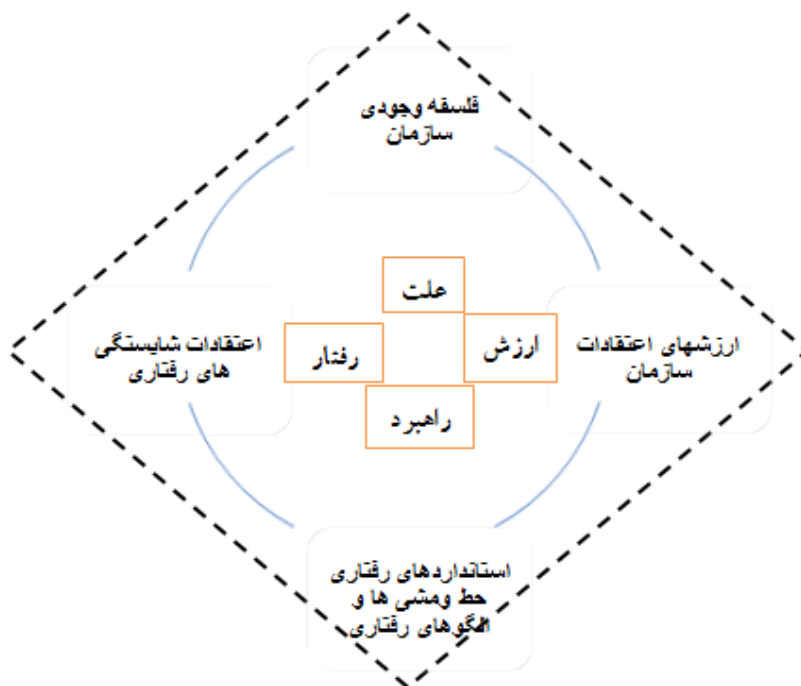 فلسفه وجودی
سازمان
علت
ارزش
رفتار
راهبرد
ارزشهای اعتقادات
سازمان
اعتقادات شایستگی
های رفتاری
استانداردهای رفتاری
حط ومشی ها و
الگوهای رفتاری